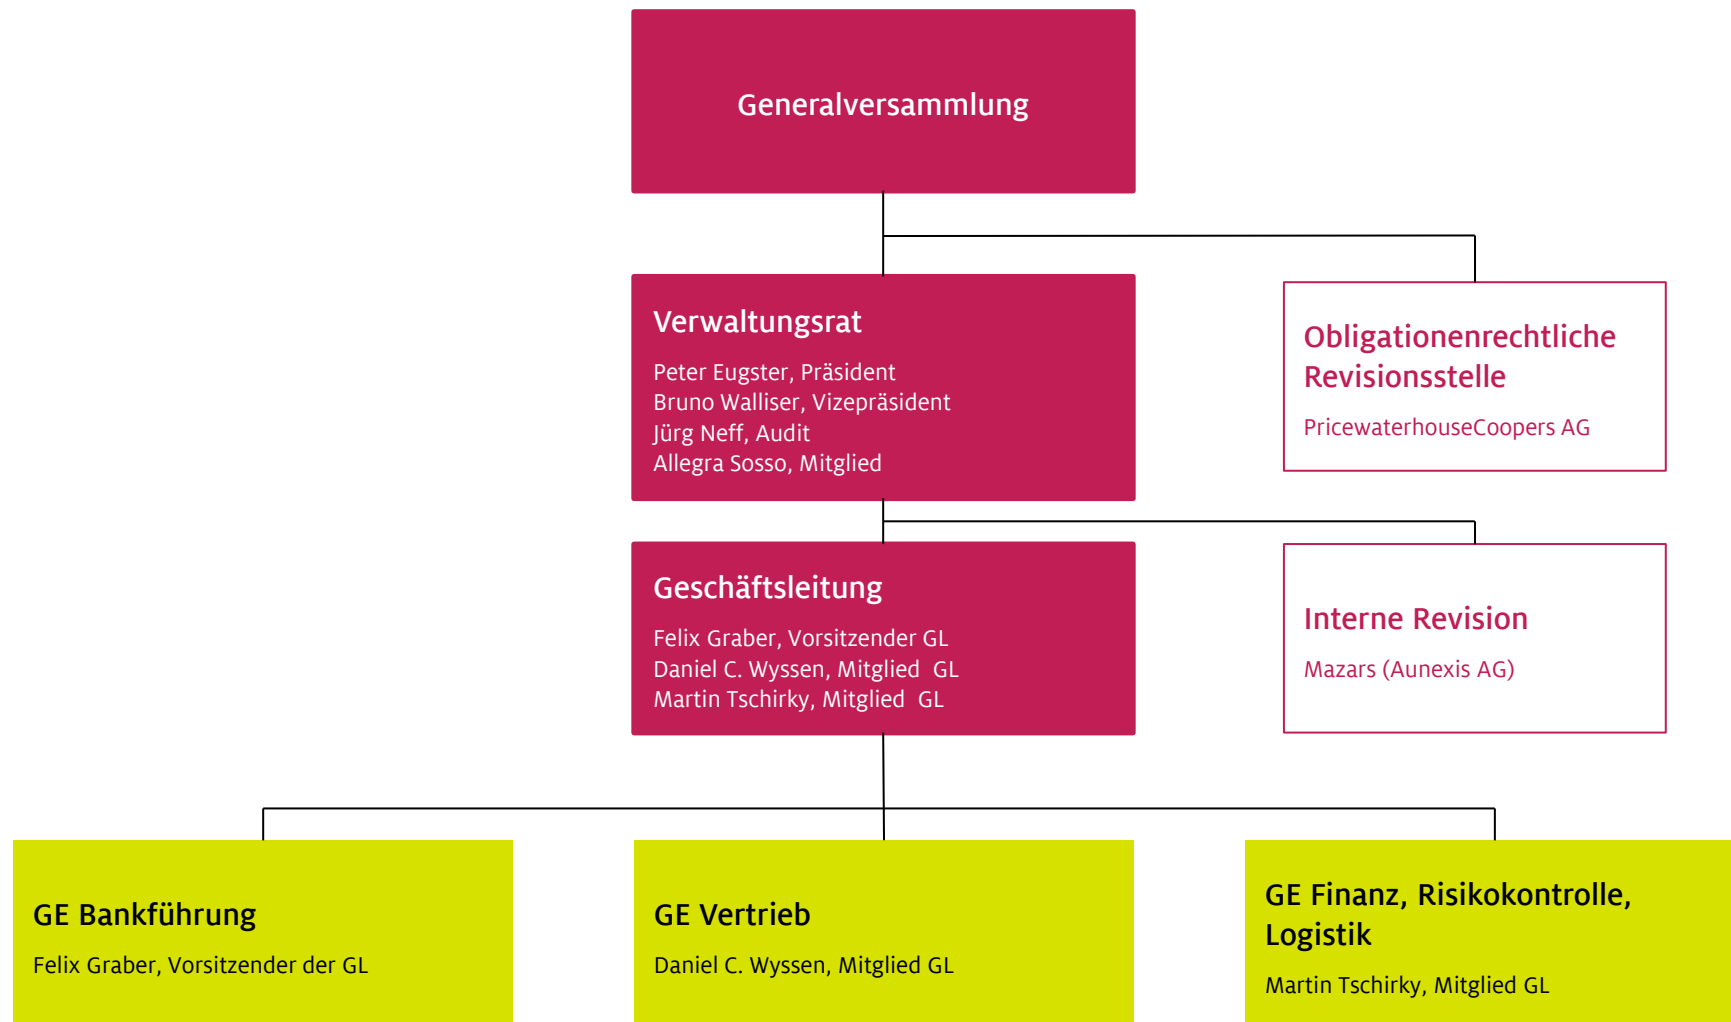 Generalversammlung
Verwaltungsrat
Peter Eugster, Präsident
Bruno Walliser, Vizepräsident
Jürg Neff, Audit
Allegra Sosso, Mitglied
Obligationenrechtliche
Revisionsstelle
PricewaterhouseCoopers AG
Geschäftsleitung
Felix Graber, Vorsitzender GL
Daniel C. Wyssen, Mitglied  GL
Martin Tschirky, Mitglied  GL
Interne Revision
Mazars (Aunexis AG)
GE Bankführung
Felix Graber, Vorsitzender der GL
GE Vertrieb
Daniel C. Wyssen, Mitglied GL
GE Finanz, Risikokontrolle,
Logistik
Martin Tschirky, Mitglied GL